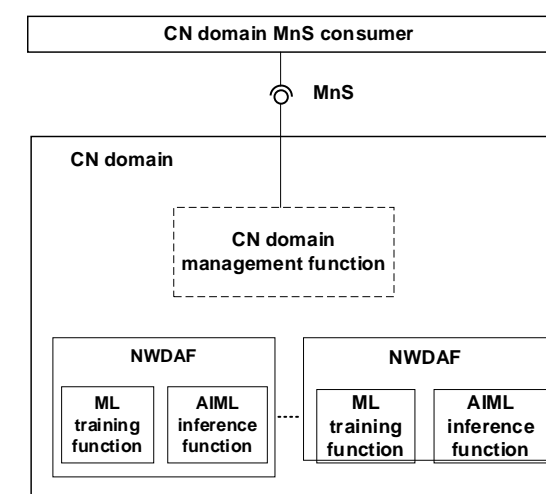 CN domain MnS consumer
MnS
CN domain
CN domain
management function
NWDAF
ML
training
function
AIML
inference
function
NWDAF
ML
training
function
AIML
inference
function